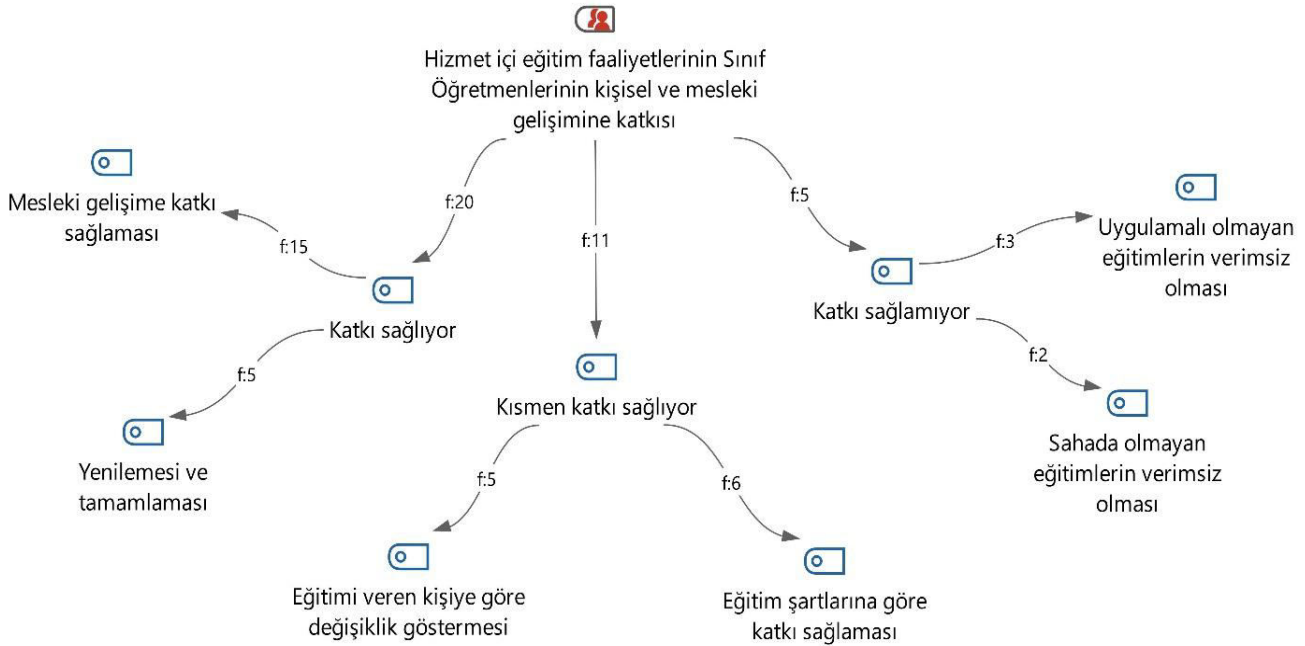 Hizmet içi eğitim faaliyetlerinin Sınıf
Öğretmenlerinin kişisel ve mesleki
gelişimine katkısı
f:20
f:11
f:5
Mesleki gelişime katkı
sağlaması
f:15
Katkı sağlıyor
f:5
Yenilemesi ve
tamamlaması
Kısmen katkı sağlıyor
f:5
Eğitimi veren kişiye göre
değişiklik göstermesi
f:6
Eğitim şartlarına göre
katkı sağlaması
Katkı sağlamıyor
f:3
Uygulamalı olmayan
eğitimlerin verimsiz
olması
f:2
Sahada olmayan
eğitimlerin verimsiz
olması